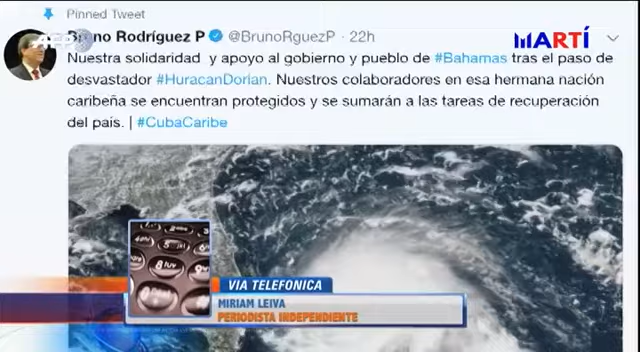 Pinned Tweet
Bruno Rodríguez P @BrunoRguezP · 22h
AFP
MARTÍ
Nuestra solidaridad y apoyo al gobierno y pueblo de #Bahamas tras el paso de
desvastador #HuracanDorian. Nuestros colaboradores en esa hermana nación
caribeña se encuentran protegidos y se sumarán a las tareas de recuperación
del país. | #CubaCaribe
VIA TELEFONICA
MIRIAM LEIVA
PERIODISTA INDEPENDIENTE